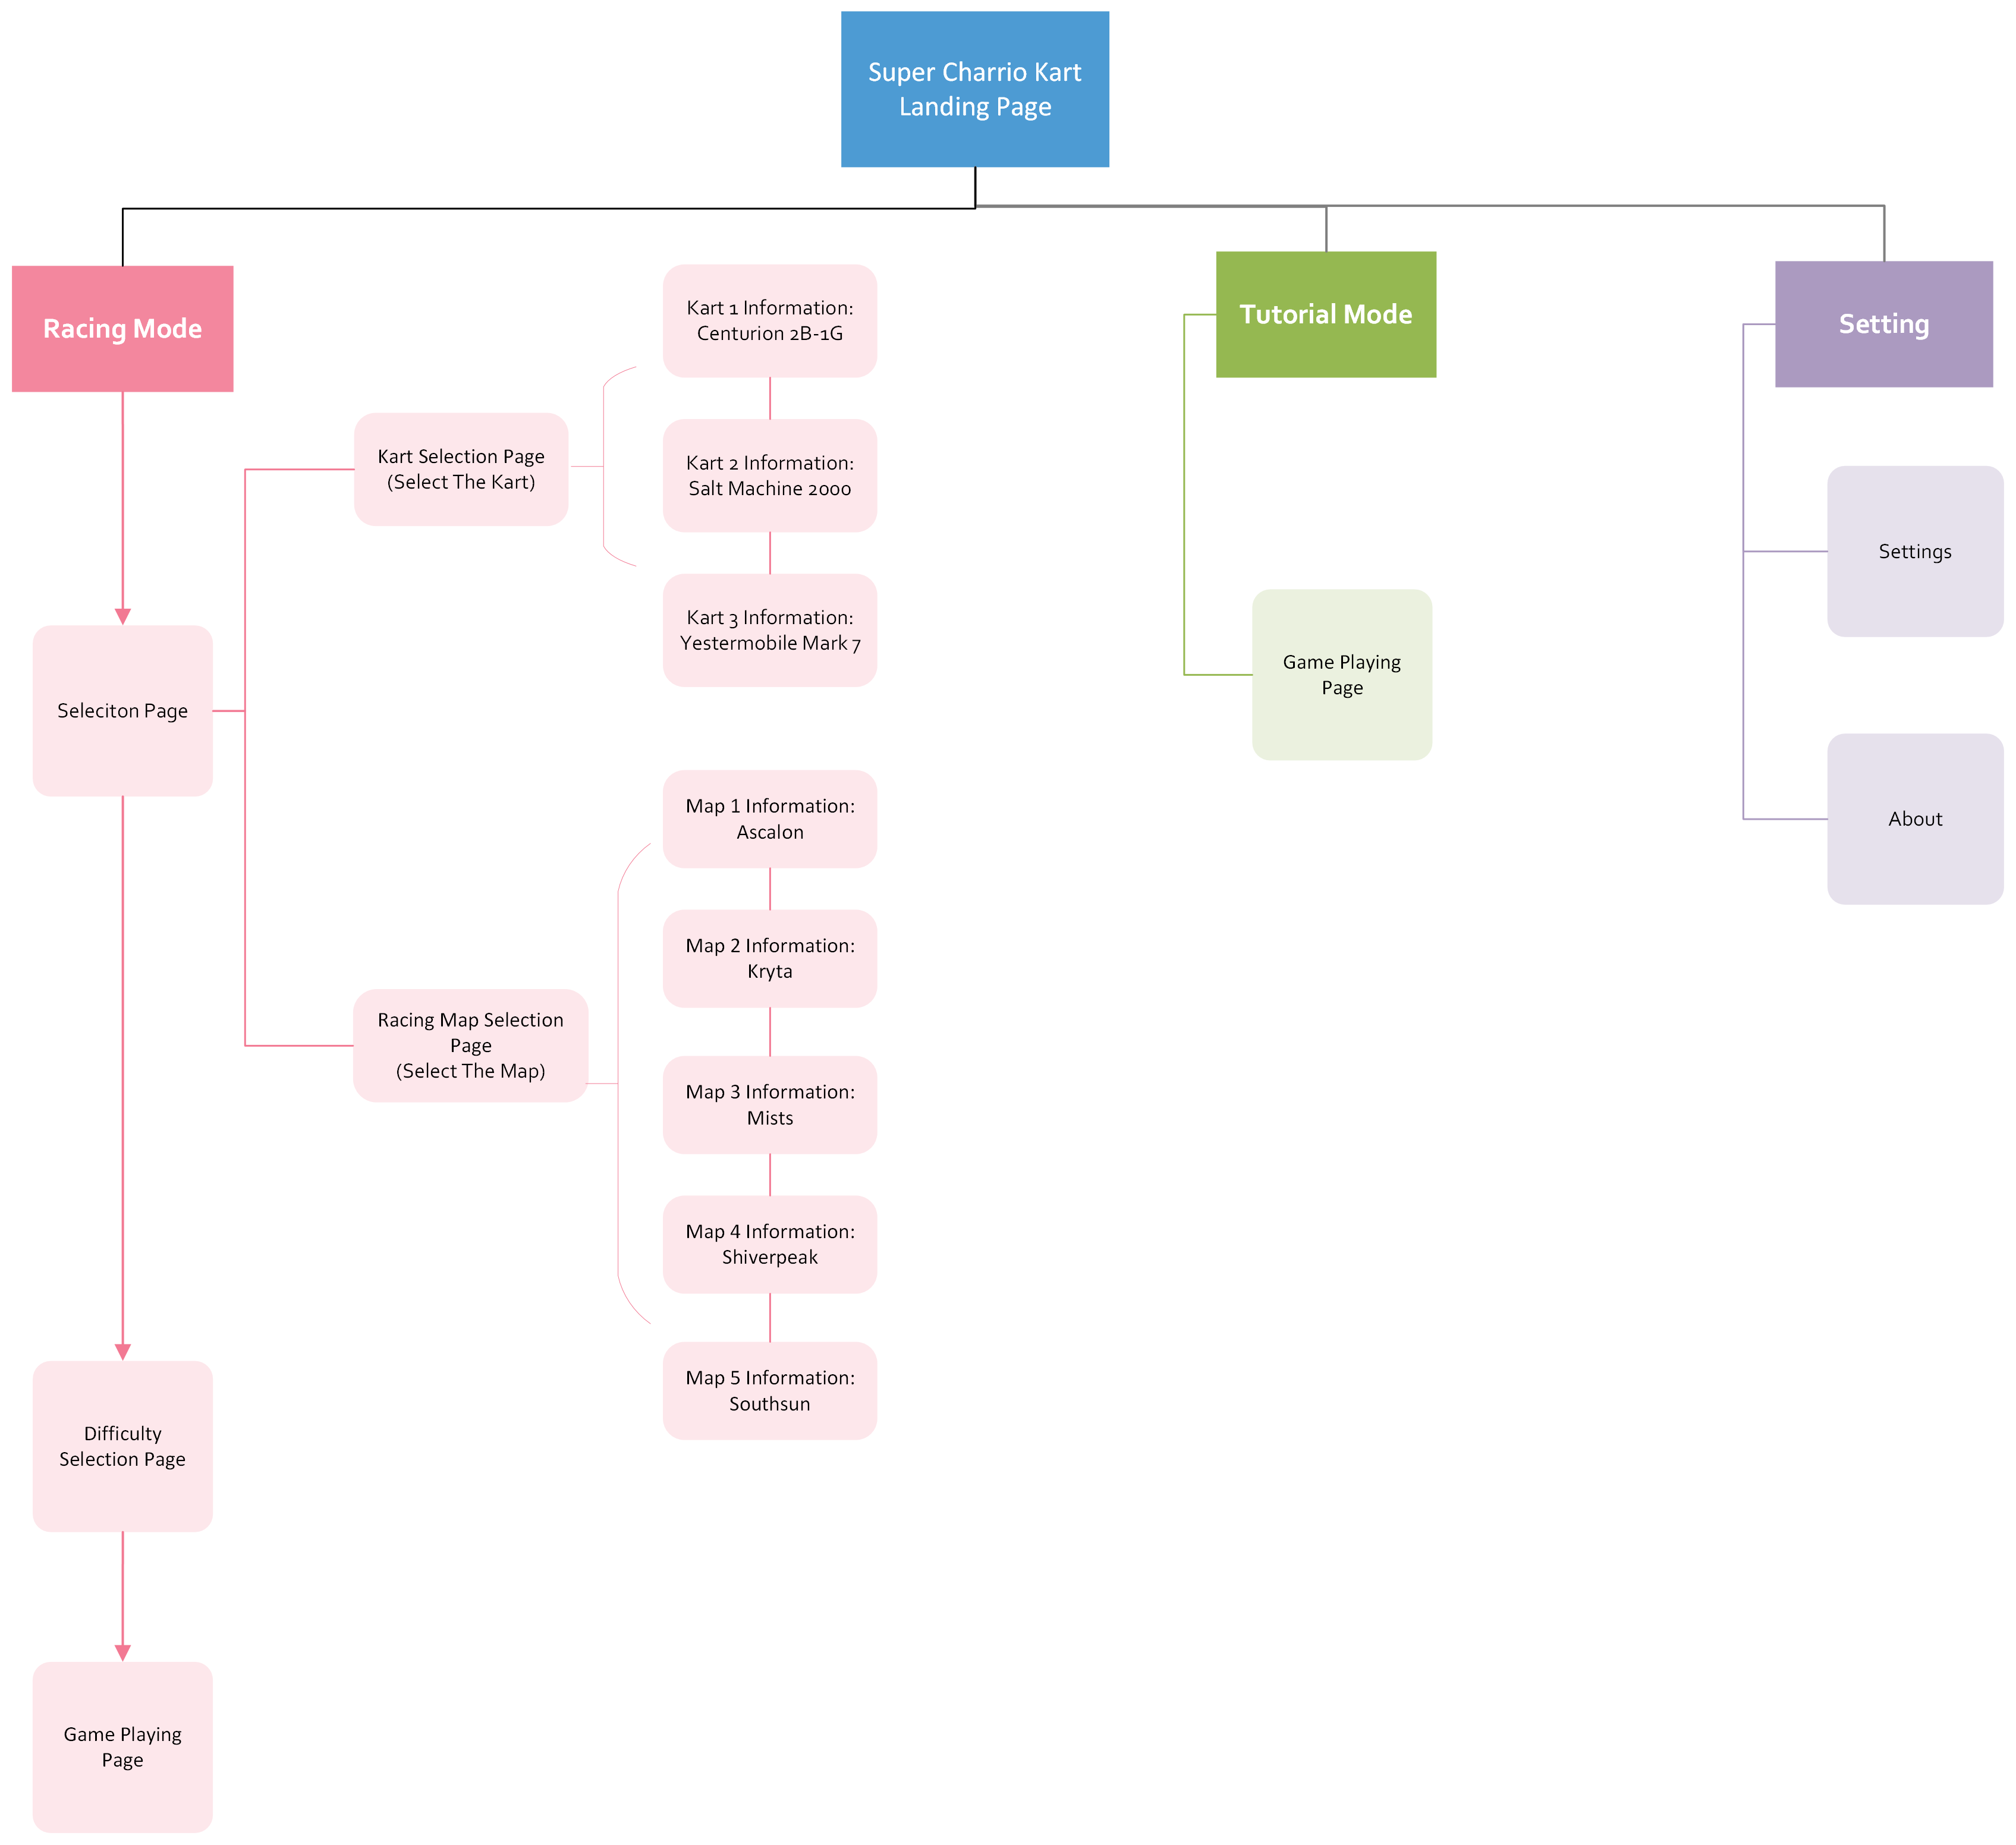 Super Charrio Kart
Landing Page
Racing Mode
Seleciton Page
Difficulty
Selection Page
Game Playing
Page
Kart Selection Page
(Select The Kart)
Kart 1 Information:
Centurion 2B-1G
Kart 2 Information:
Salt Machine 2000
Kart 3 Information:
Yestermobile Mark 7
Racing Map Selection
Page
(Select The Map)
Map 1 Information:
Ascalon
Map 2 Information:
Kryta
Map 3 Information:
Mists
Map 4 Information:
Shiverpeak
Map 5 Information:
Southsun
Tutorial Mode
Game Playing
Page
Setting
Settings
About